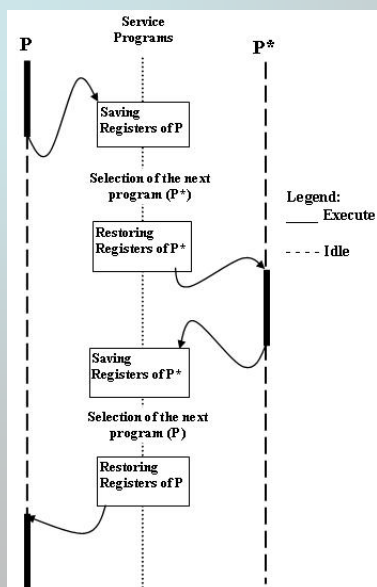 Service
Programs
P
P*
Saving
Registers of P
Selection of the next
program (P*)
Legend:
Execute
Idle
Restoring
Registers of P*
Saving
Registers of P*
Selection of the next
program (P)
Restoring
Registers of P